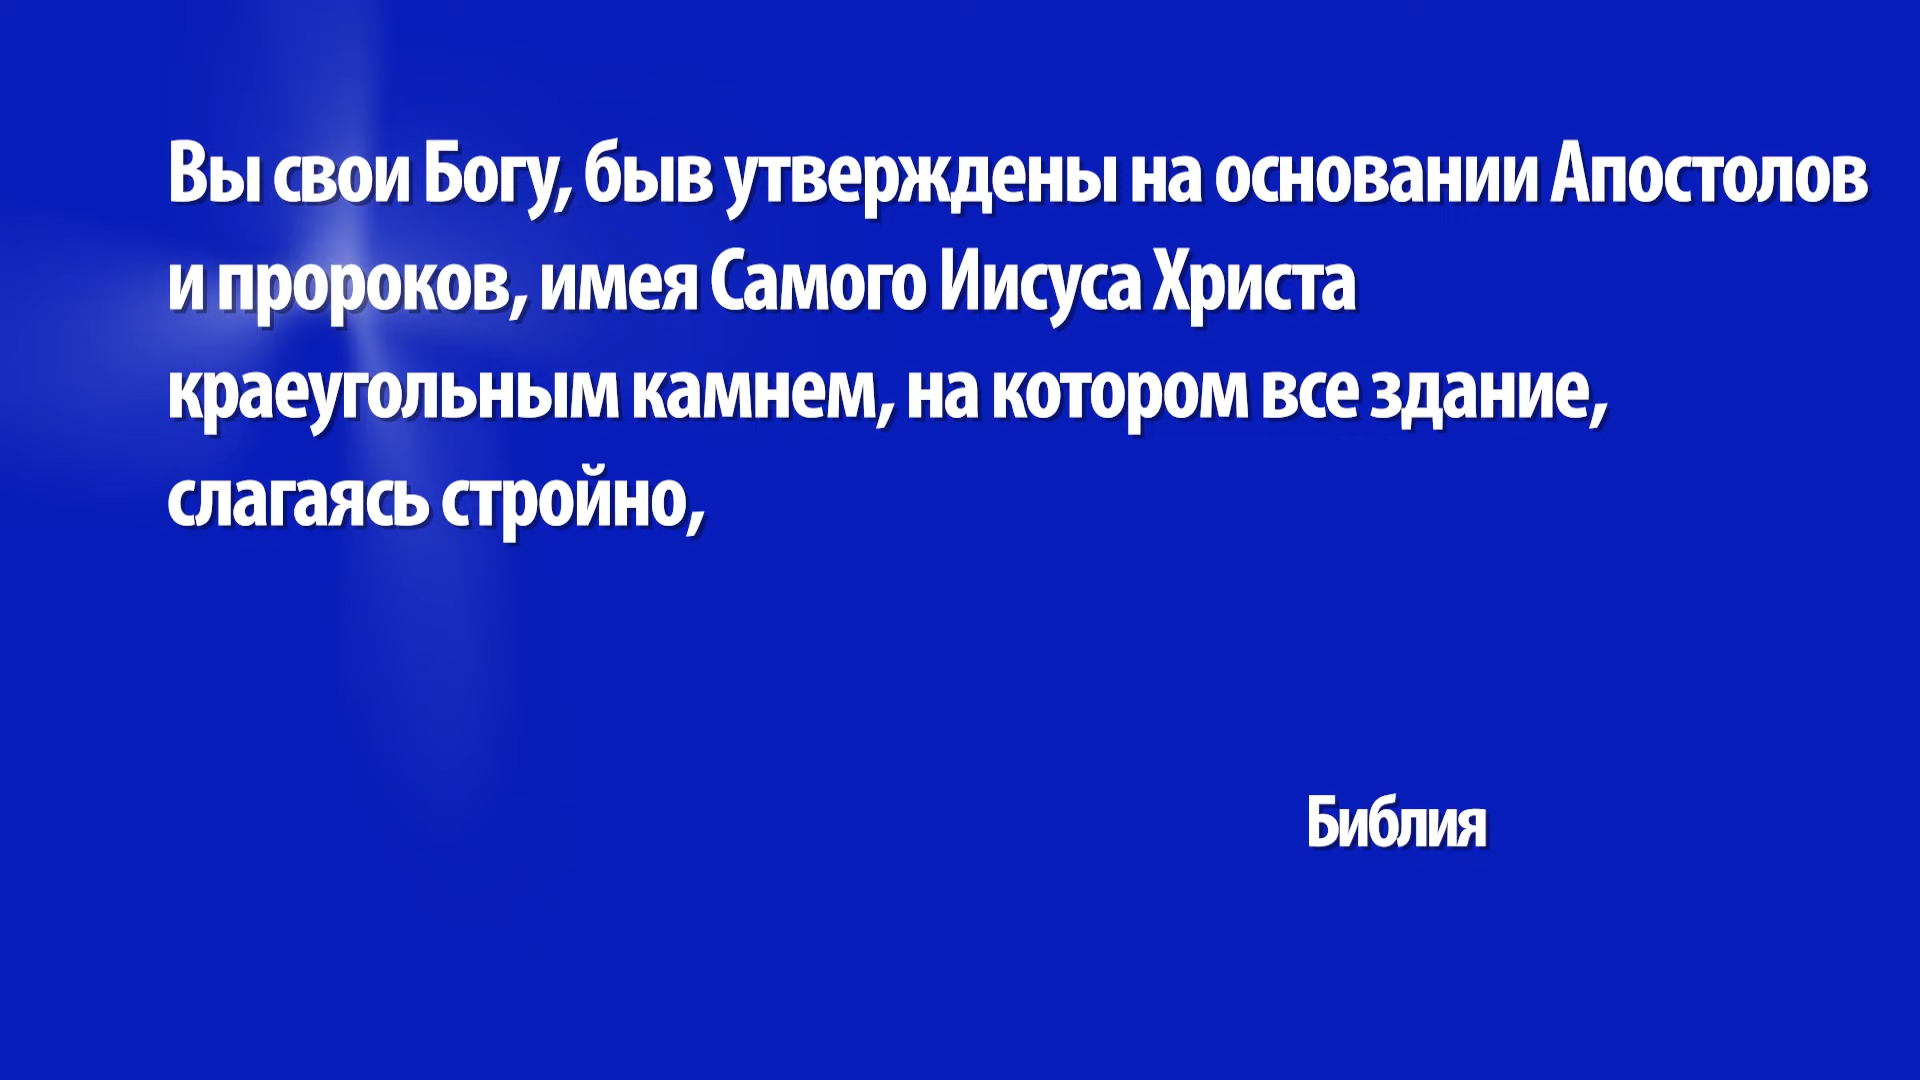 Вы свои Богу, быв утверждены на основании Апостолов
и пророков, имея Самого Иисуса Христа
краеугольным камнем, на котором все здание,
слагаясь стройно,
Библия